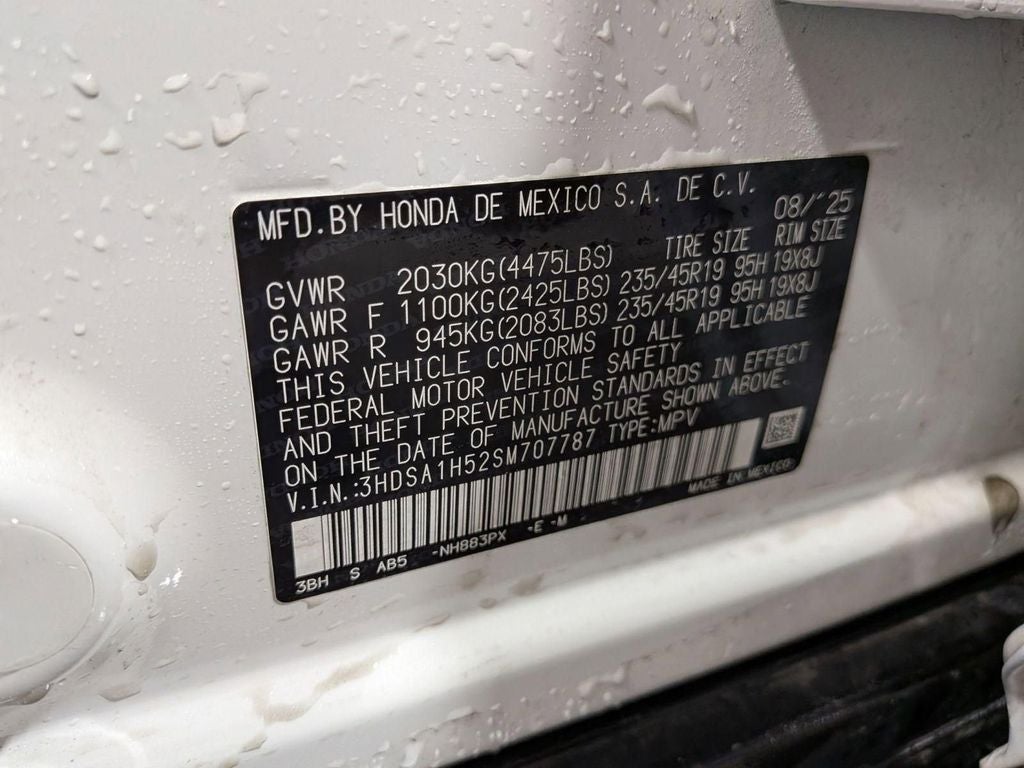 MFD.BY HONDA DE MEXICO S.A. DE C.V.
08/'25
TIRE SIZE RIM SIZE
GVWR 2030KG(4475LBS)
GAWR F 1100KG(2425LBS) 235/45R19 95H 19X8J
GAWR R 945KG(2083LBS) 235/45R19 95H 19X8J
THIS VEHICLE CONFORMS TO ALL APPLICABLE
FEDERAL MOTOR VEHICLE SAFETY
AND THEFT PREVENTION STANDARDS IN EFFECT
ON THE DATE OF MANUFACTURE SHOWN ABOVE.
V.I.N.:3HDSA1H52SM707787 TYPE:MPV
MADE IN MEXICO
3BH S AB5 -NH883PX -E -M